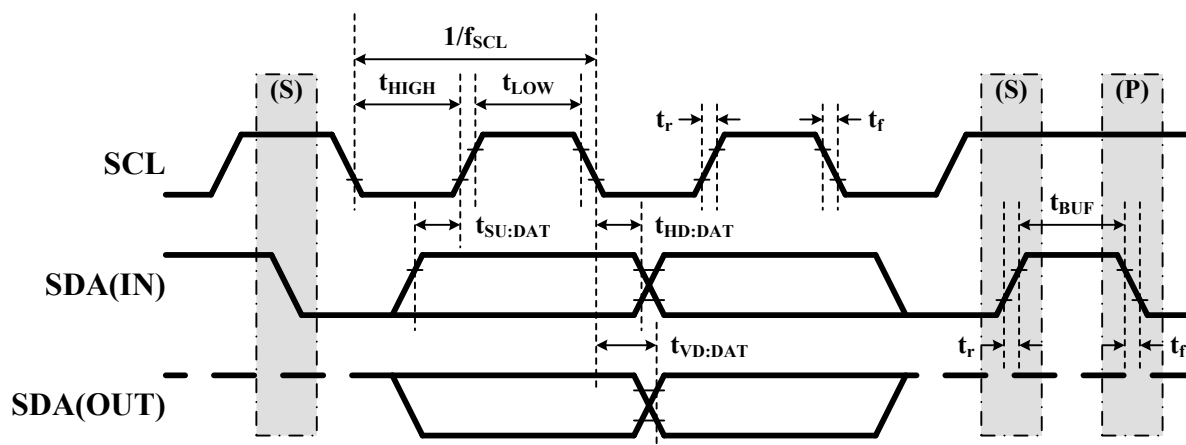 1/fSCL
(S)
tHIGH
tLOW
(S)
(P)
tr
tf
SCL
tBUF
tSU:DAT
tHD:DAT
SDA(IN)
tVD:DAT
tr
tf
SDA(OUT)